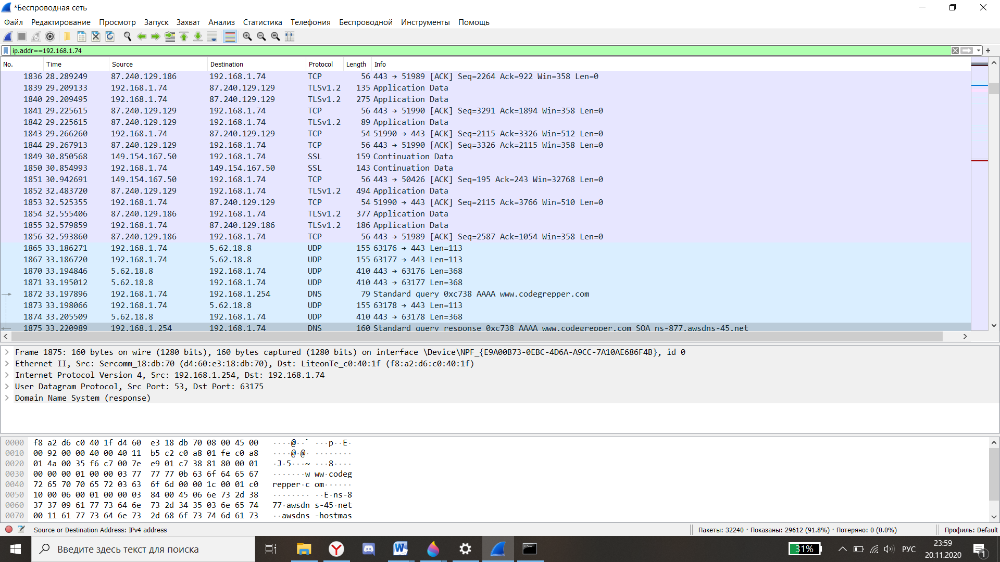 *Беспроводная сеть
Файл Редактирование Просмотр Запуск Захват Анализ Статистика Телефония Беспроводной Инструменты Помощь
ip.addr==192.168.1.74
No. Time Source Destination Protocol Length Info
1836 28.289249 87.240.129.186 192.168.1.74 TCP 56 443 → 51989 [ACK] Seq=2264 Ack=922 Win=358 Len=0
1839 29.209133 192.168.1.74 87.240.129.129 TLSv1.2 135 Application Data
1840 29.209495 192.168.1.74 87.240.129.129 TLSv1.2 275 Application Data
1841 29.225615 87.240.129.129 192.168.1.74 TCP 56 443 → 51990 [ACK] Seq=3291 Ack=1894 Win=358 Len=0
1842 29.225615 87.240.129.129 192.168.1.74 TLSv1.2 89 Application Data
1843 29.266260 192.168.1.74 87.240.129.129 TCP 54 51990 → 443 [ACK] Seq=2115 Ack=3326 Win=512 Len=0
1844 29.267913 87.240.129.129 192.168.1.74 TCP 56 443 → 51990 [ACK] Seq=3326 Ack=2115 Win=358 Len=0
1849 30.850568 149.154.167.50 192.168.1.74 SSL 159 Continuation Data
1850 30.854993 192.168.1.74 149.154.167.50 SSL 143 Continuation Data
1851 30.942691 149.154.167.50 192.168.1.74 TCP 56 443 → 50426 [ACK] Seq=195 Ack=243 Win=32768 Len=0
1852 32.483720 87.240.129.129 192.168.1.74 TLSv1.2 494 Application Data
1853 32.525355 192.168.1.74 87.240.129.129 TCP 54 51990 → 443 [ACK] Seq=2115 Ack=3766 Win=510 Len=0
1854 32.555406 87.240.129.186 192.168.1.74 TLSv1.2 377 Application Data
1855 32.579859 192.168.1.74 87.240.129.186 TLSv1.2 186 Application Data
1856 32.593860 87.240.129.186 192.168.1.74 TCP 56 443 → 51989 [ACK] Seq=2587 Ack=1054 Win=358 Len=0
1865 33.186271 192.168.1.74 5.62.18.8 UDP 155 63176 → 443 Len=113
1867 33.186720 192.168.1.74 5.62.18.8 UDP 155 63177 → 443 Len=113
1870 33.194846 5.62.18.8 192.168.1.74 UDP 410 443 → 63176 Len=368
1871 33.195012 5.62.18.8 192.168.1.74 UDP 410 443 → 63177 Len=368
1872 33.197896 192.168.1.74 192.168.1.254 DNS 79 Standard query 0xc738 AAAA www.codegrepper.com
1873 33.198066 192.168.1.74 5.62.18.8 UDP 155 63178 → 443 Len=113
1874 33.205509 5.62.18.8 192.168.1.74 UDP 410 443 → 63178 Len=368
1875 33.220989 192.168.1.254 192.168.1.74 DNS 160 Standard query response 0xc738 AAAA www.codegrepper.com SOA ns-877.awsdns-45.net
Frame 1875: 160 bytes on wire (1280 bits), 160 bytes captured (1280 bits) on interface \Device\NPF_{E9A00B73-0EBC-4D6A-A9CC-7A10AE686F4B}, id 0
Ethernet II, Src: Sercomm_18:db:70 (d4:60:e3:18:db:70), Dst: LiteonTe_c0:40:1f (f8:a2:d6:c0:40:1f)
Internet Protocol Version 4, Src: 192.168.1.254, Dst: 192.168.1.74
User Datagram Protocol, Src Port: 53, Dst Port: 63175
Domain Name System (response)
0000 f8 a2 d6 c0 40 1f d4 60 e3 18 db 70 08 00 45 00 ····@··` ···p··E·
0010 00 92 00 00 40 00 40 11 b5 c2 c0 a8 01 fe c0 a8 ····@·@· ········
0020 01 4a 00 35 f6 c7 00 7e e9 01 c7 38 81 80 00 01 ·J·5···~ ···8····
0030 00 00 00 01 00 00 03 77 77 77 0b 63 6f 64 65 67 ·······w ww·codeg
0040 72 65 70 70 65 72 03 63 6f 6d 00 00 1c 00 01 c0 repper·c om······
0050 10 00 06 00 01 00 00 03 84 00 45 06 6e 73 2d 38 ········ ··E·ns-8
0060 37 37 09 61 77 73 64 6e 73 2d 34 35 03 6e 65 74 77·awsdn s-45·net
0070 00 11 61 77 73 64 6e 73 2d 68 6f 73 74 6d 61 73 ··awsdns -hostmas
Source or Destination Address: IPv4 address Пакеты: 32240 · Показаны: 29612 (91.8%) · Потеряно: 0 (0.0%) Профиль: Default
Введите здесь текст для поиска 31% РУС 23:59
20.11.2020 1